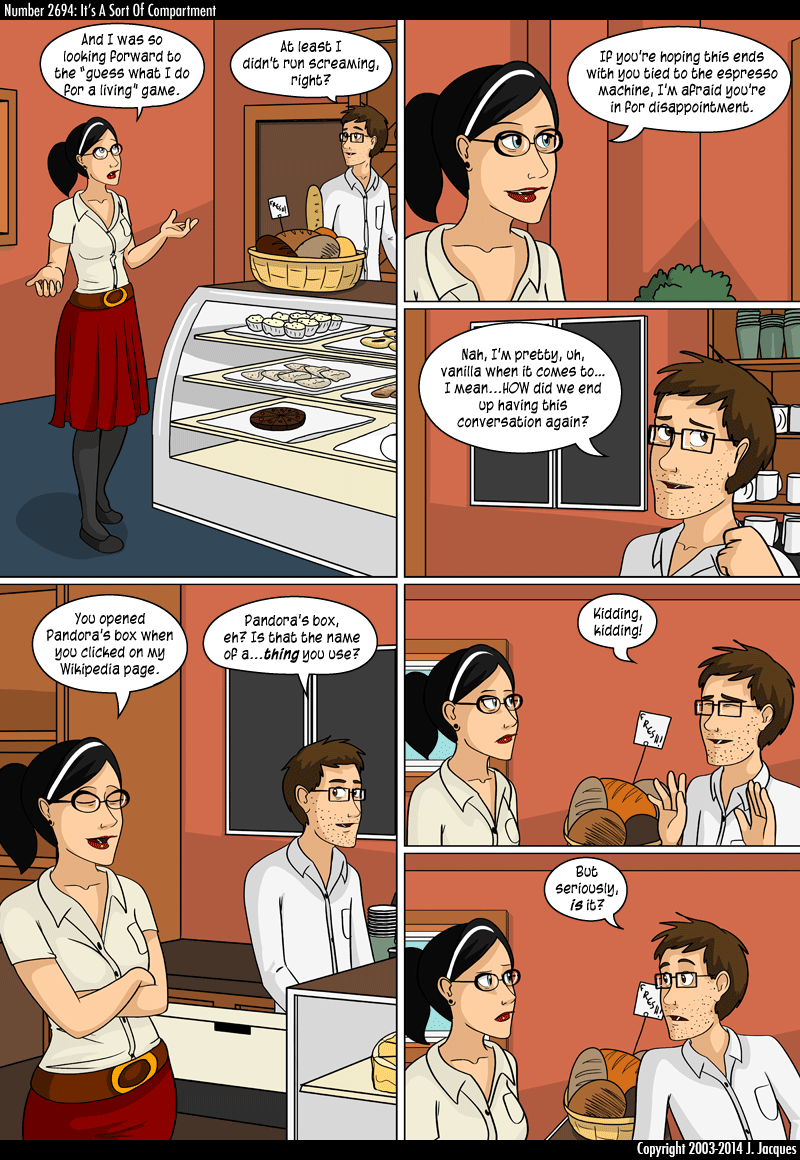 Number 2694: It's A Sort Of Compartment
And I was so
looking forward to
the "guess what I do
for a living" game.
At least I
didn't run screaming,
right?
FRESH!
If you're hoping this ends
with you tied to the espresso
machine, I'm afraid you're
in for disappointment.
Nah, I'm pretty, uh,
vanilla when it comes to...
I mean...HOW did we end
up having this
conversation again?
You opened
Pandora's box when
you clicked on my
Wikipedia page.
Pandora's box,
eh? Is that the name
of a...thing you use?
Kidding,
kidding!
FRESH!
But
seriously,
is it?
FRESH!
Copyright 2003-2014 J. Jacques